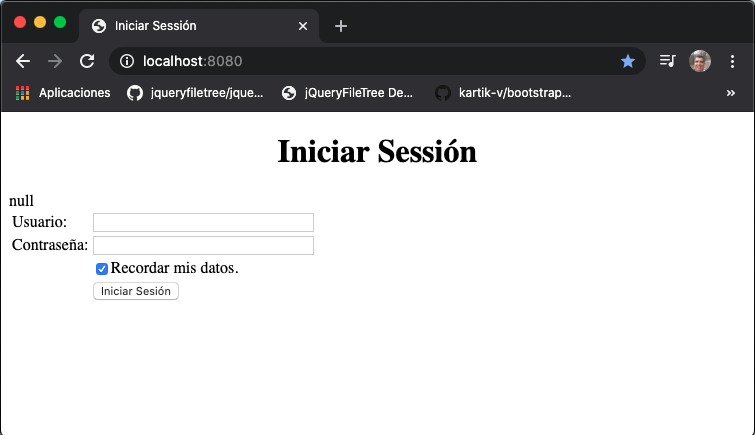 Iniciar Sessión
localhost:8080
Aplicaciones jqueryfiletree/jque... jQueryFileTree De... kartik-v/bootstrap... »
Iniciar Sessión
null
Usuario:
Contraseña:
Recordar mis datos.
Iniciar Sesión